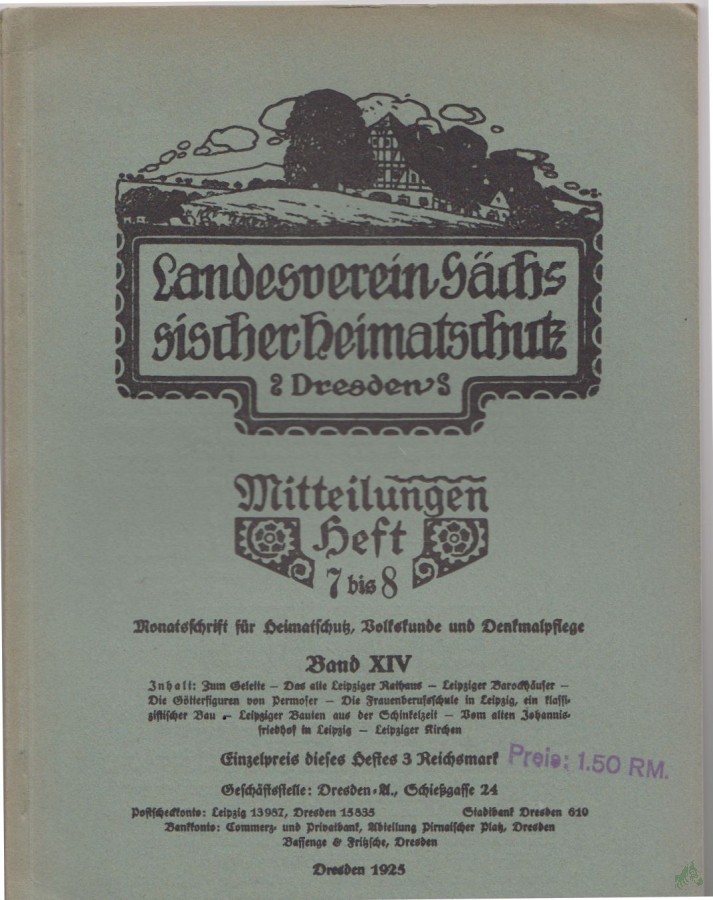 Landesverein Säch-
sischer Heimatschutz
Dresden
Mitteilungen
Heft
7 bis 8
Monatsschrift für Heimatschutz, Volkskunde und Denkmalpflege
Band XIV
Inhalt: Zum Geleite – Das alte Leipziger Rathaus – Leipziger Barockhäuser –
Die Götterfiguren von Permoser – Die Frauenberufsschule in Leipzig, ein klassi-
zistischer Bau – Leipziger Bauten aus der Schinkelzeit – Vom alten Johannis-
friedhof in Leipzig – Leipziger Kirchen
Einzelpreis dieses Heftes 3 Reichsmark
Preis: 1.50 RM.
Geschäftsstelle: Dresden-A., Schießgasse 24
Postscheckkonto: Leipzig 13987, Dresden 15835 Stadtbank Dresden 610
Bankkonto: Commerz- und Privatbank, Abteilung Pirnaischer Platz, Dresden
Bassenge & Fritzsche, Dresden
Dresden 1925